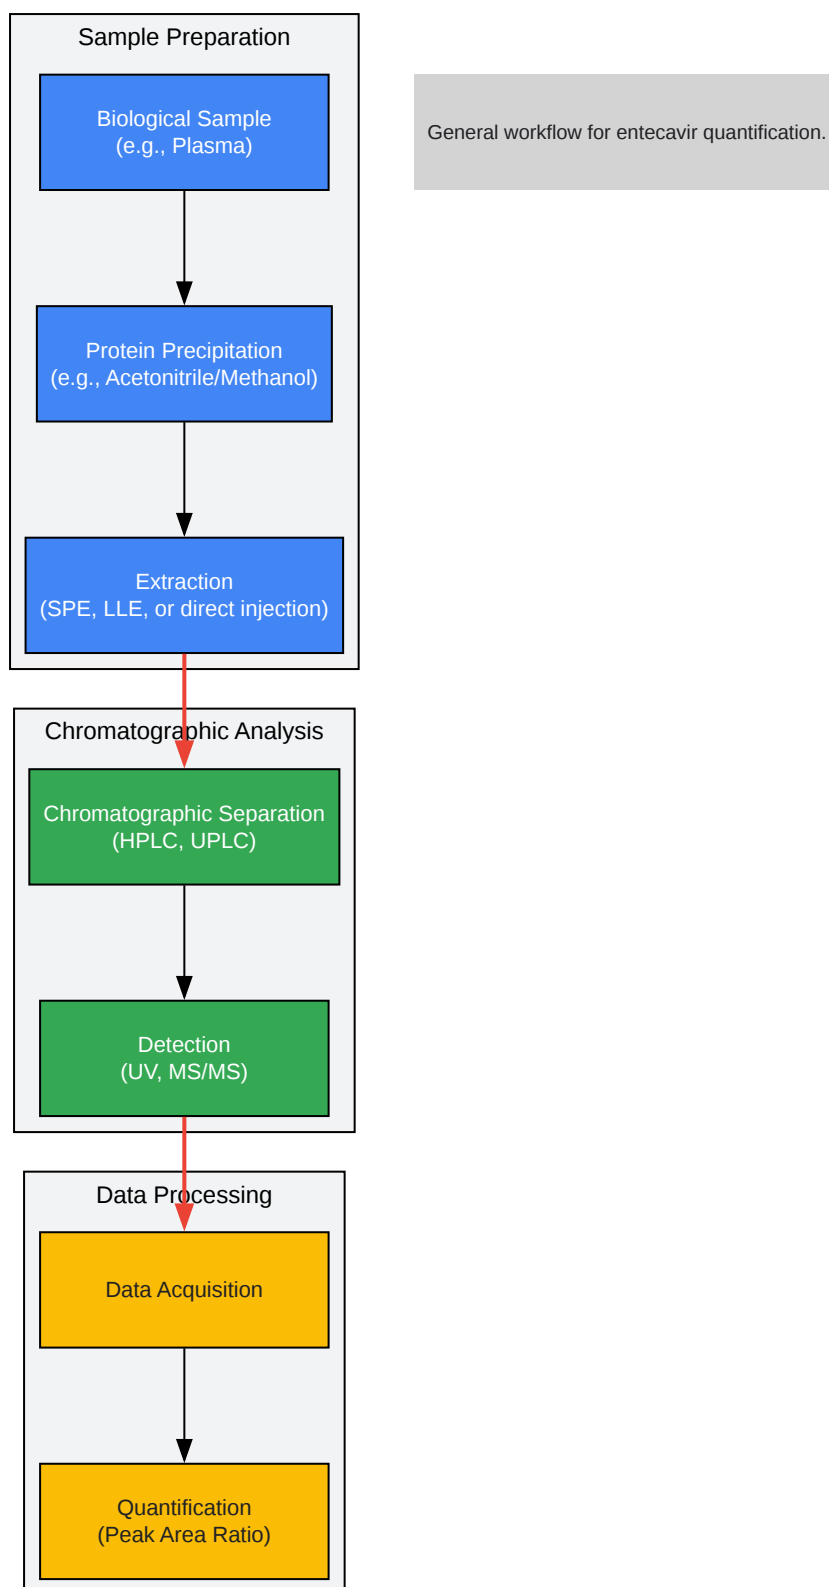 Sample Preparation
Biological Sample
(e.g., Plasma)
General workflow for entecavir quantification.
Protein Precipitation
(e.g., Acetonitrile/Methanol)
Extraction
(SPE, LLE, or direct injection)
Chromatographic Analysis
Chromatographic Separation
(HPLC, UPLC)
Detection
(UV, MS/MS)
Data Processing
Data Acquisition
Quantification
(Peak Area Ratio)